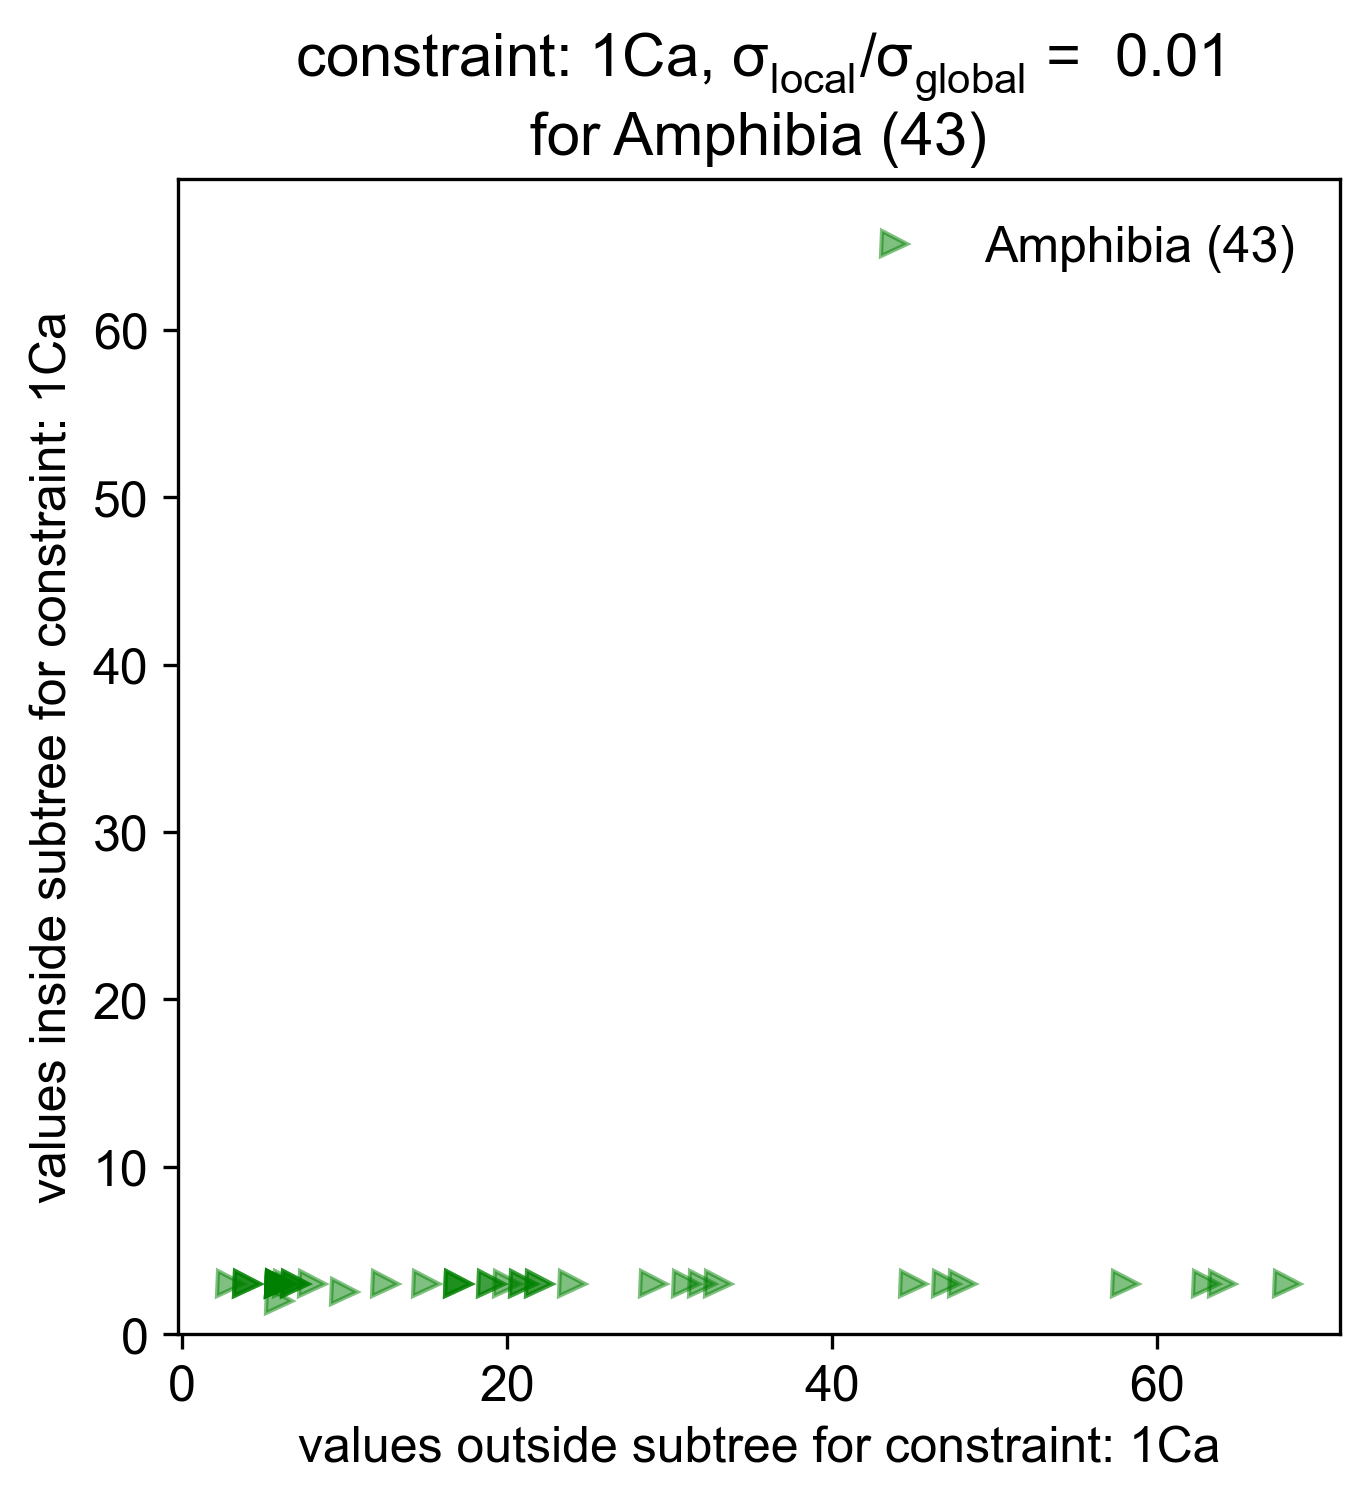 constraint: 1Ca, σlocal/σglobal = 0.01
for Amphibia (43)
Amphibia (43)
values inside subtree for constraint: 1Ca
60
50
40
30
20
10
0
0 20 40 60
values outside subtree for constraint: 1Ca